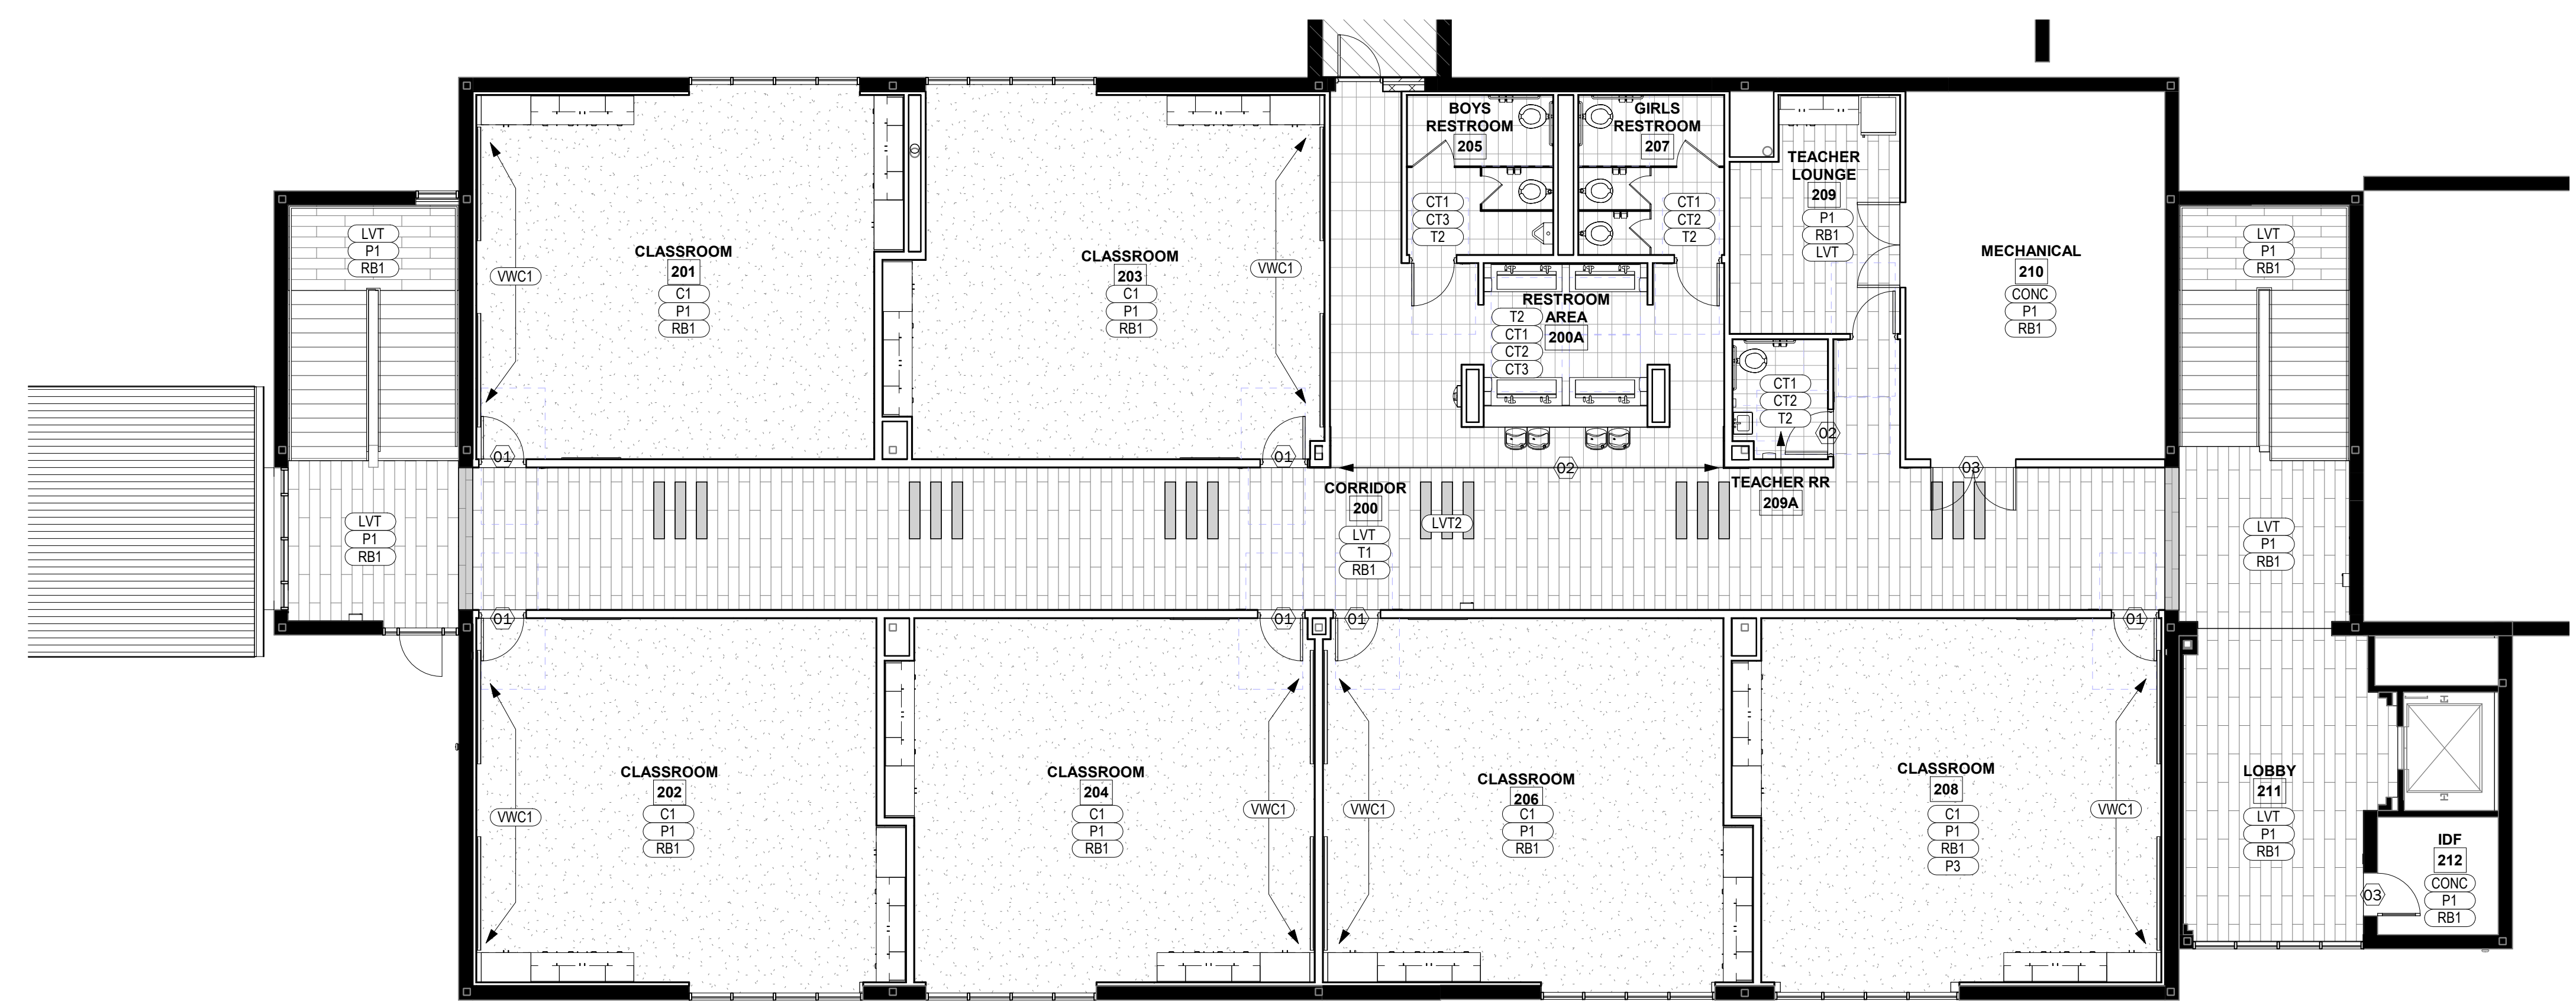 BOYS
RESTROOM
205
GIRLS
RESTROOM
207
TEACHER
LOUNGE
209
P1
RB1
LVT
CT1
CT3
T2
CT1
CT2
T2
LVT
P1
RB1
CLASSROOM
201
C1
P1
RB1
VWC1
CLASSROOM
203
C1
P1
RB1
VWC1
MECHANICAL
210
CONC
P1
RB1
LVT
P1
RB1
RESTROOM
AREA
200A
T2
CT1
CT2
CT3
CT1
CT2
T2
02
01
01
02
03
CORRIDOR
200
LVT
T1
RB1
LVT2
TEACHER RR
209A
LVT
P1
RB1
LVT
P1
RB1
01
01
01
01
CLASSROOM
202
C1
P1
RB1
VWC1
CLASSROOM
204
C1
P1
RB1
VWC1
VWC1
CLASSROOM
206
C1
P1
RB1
CLASSROOM
208
C1
P1
RB1
P3
VWC1
LOBBY
211
LVT
P1
RB1
IDF
212
CONC
P1
RB1
03